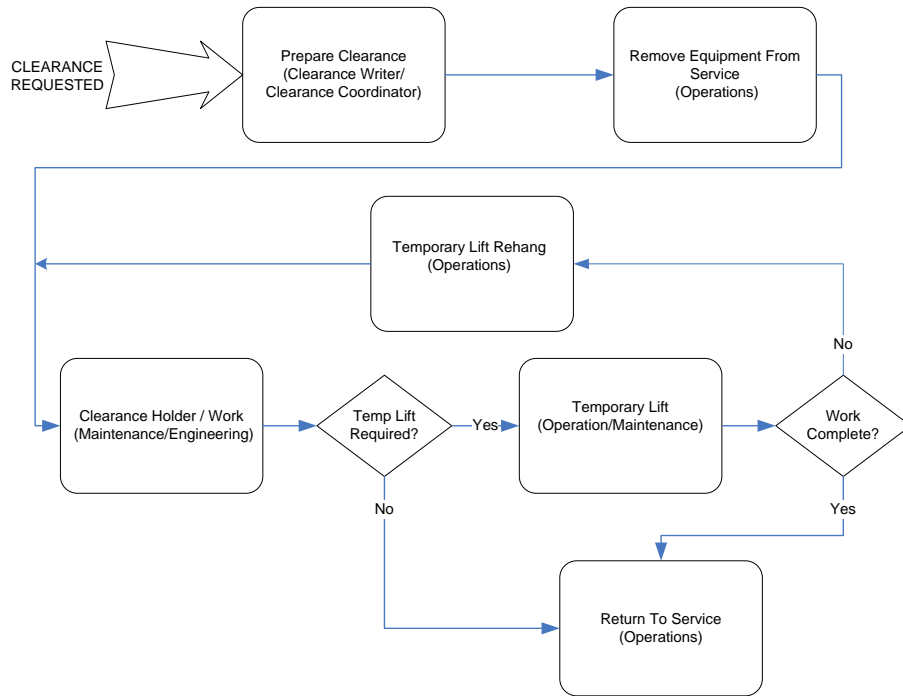 CLEARANCE
REQUESTED
Prepare Clearance
(Clearance Writer/
Clearance Coordinator)
Remove Equipment From
Service
(Operations)
Temporary Lift Rehang
(Operations)
No
Clearance Holder / Work
(Maintenance/Engineering)
Temp Lift
Required?
Yes
Temporary Lift
(Operation/Maintenance)
Work
Complete?
No
Yes
Return To Service
(Operations)